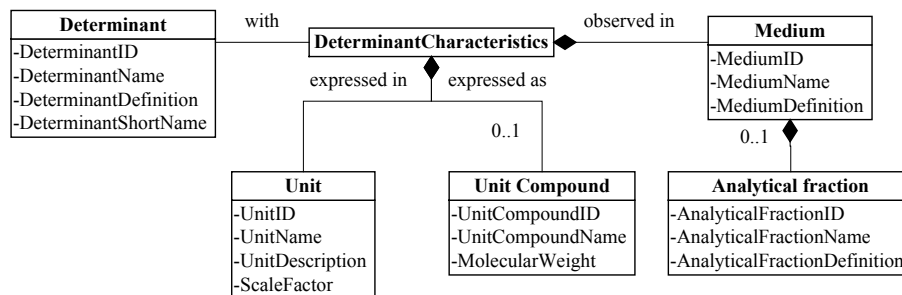 Determinant
-DeterminantID
-DeterminantName
-DeterminantDefinition
-DeterminantShortName
with
DeterminantCharacteristics
observed in
Medium
-MediumID
-MediumName
-MediumDefinition
expressed in
expressed as
0..1
0..1
Unit
-UnitID
-UnitName
-UnitDescription
-ScaleFactor
Unit Compound
-UnitCompoundID
-UnitCompoundName
-MolecularWeight
Analytical fraction
-AnalyticalFractionID
-AnalyticalFractionName
-AnalyticalFractionDefinition